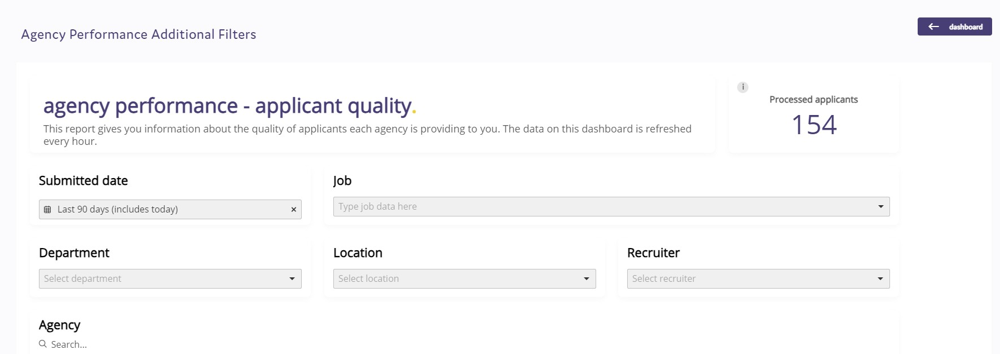 Agency Performance Additional Filters
dashboard
agency performance - applicant quality.
This report gives you information about the quality of applicants each agency is providing to you. The data on this dashboard is refreshed
every hour.
i
Processed applicants
154
Submitted date
Last 90 days (includes today)
×
Job
Type job data here
Department
Select department
Location
Select location
Recruiter
Select recruiter
Agency
Search...